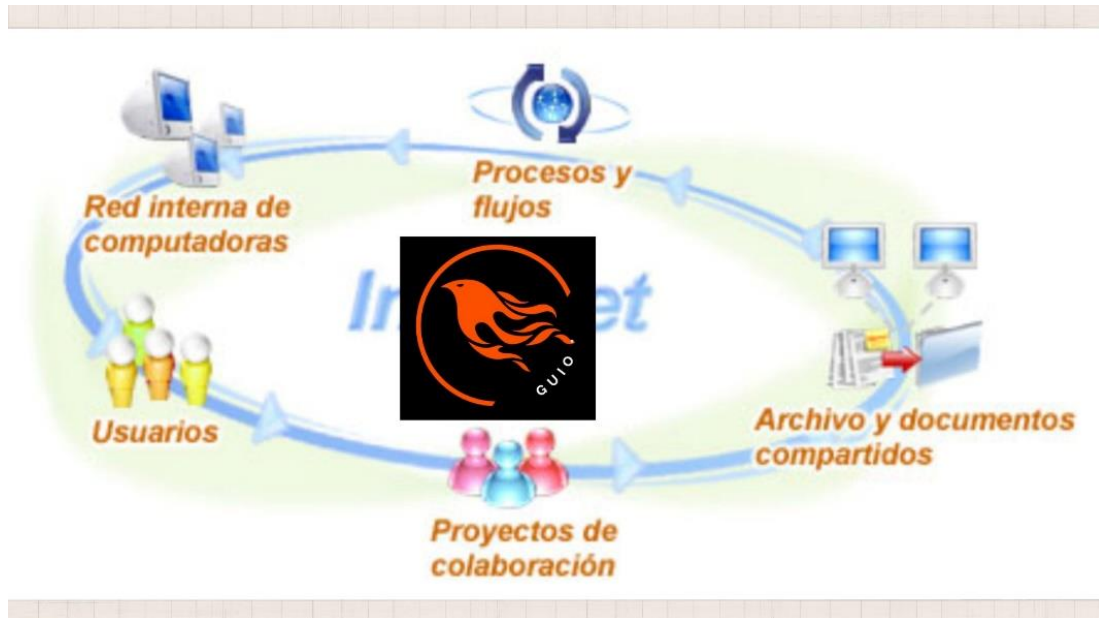 Procesos y
flujos
Red interna de
computadoras
GUIO.
Usuarios
Archivo y documentos
compartidos
Proyectos de
colaboración